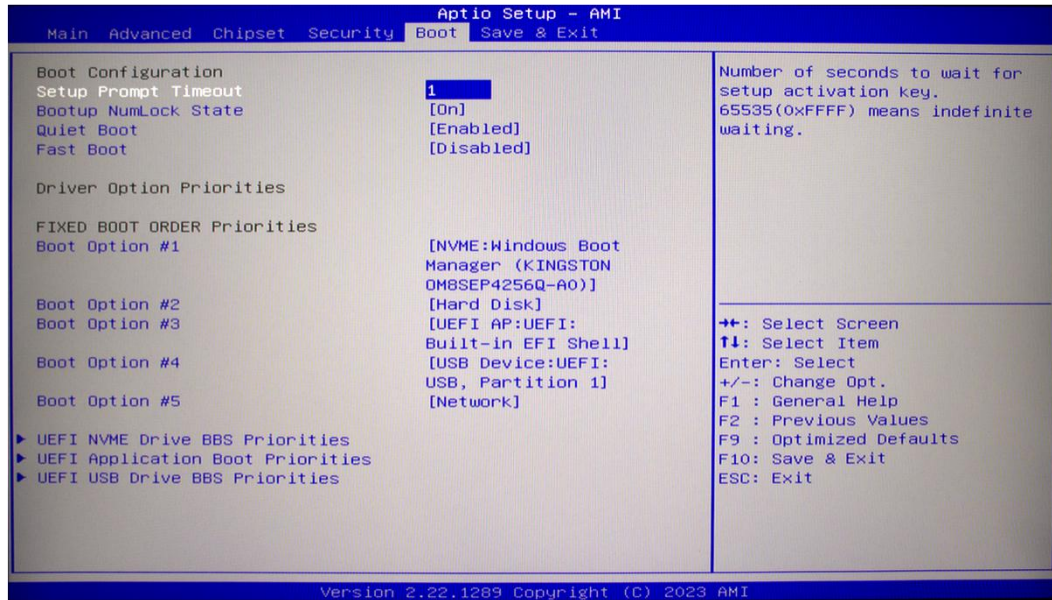 Aptio Setup - AMI
Main Advanced Chipset Security Boot Save & Exit
Boot Configuration
Setup Prompt Timeout 1
Bootup NumLock State [On]
Quiet Boot [Enabled]
Fast Boot [Disabled]
Driver Option Priorities
FIXED BOOT ORDER Priorities
Boot Option #1 [NVME:Windows Boot
Manager (KINGSTON
OM8SEP4256Q-A0)]
Boot Option #2 [Hard Disk]
Boot Option #3 [UEFI AP:UEFI:
Built-in EFI Shell]
Boot Option #4 [USB Device:UEFI:
USB, Partition 1]
Boot Option #5 [Network]
▶ UEFI NVME Drive BBS Priorities
▶ UEFI Application Boot Priorities
▶ UEFI USB Drive BBS Priorities
Number of seconds to wait for
setup activation key.
65535(0xFFFF) means indefinite
waiting.
→←: Select Screen
↑↓: Select Item
Enter: Select
+/-: Change Opt.
F1 : General Help
F2 : Previous Values
F9 : Optimized Defaults
F10: Save & Exit
ESC: Exit
Version 2.22.1289 Copyright (C) 2023 AMI